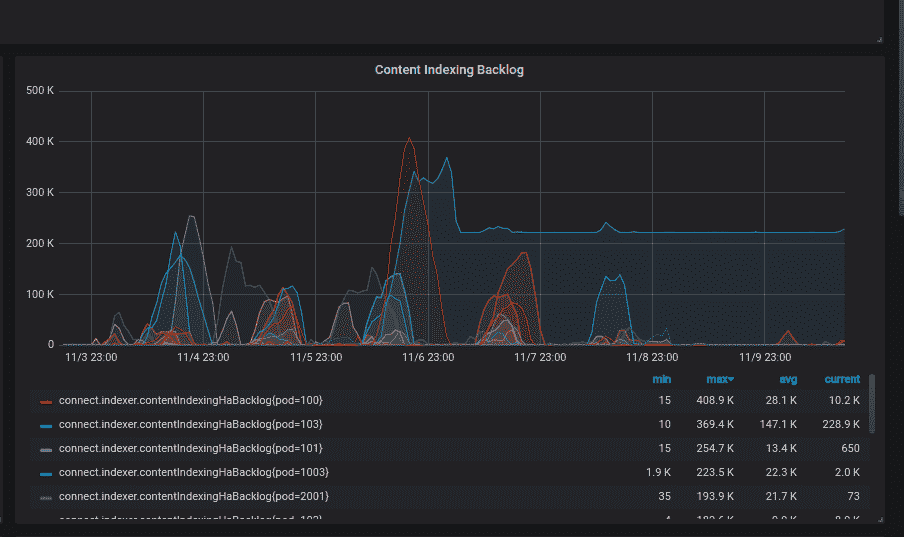 Content Indexing Backlog
500 K
400 K
300 K
200 K
100 K
0
11/3 23:00 11/4 23:00 11/5 23:00 11/6 23:00 11/7 23:00 11/8 23:00 11/9 23:00
min max avg current
connect.indexer.contentIndexingHaBacklog{pod=100} 15 408.9 K 28.1 K 10.2 K
connect.indexer.contentIndexingHaBacklog{pod=103} 10 369.4 K 147.1 K 228.9 K
connect.indexer.contentIndexingHaBacklog{pod=101} 15 254.7 K 13.4 K 650
connect.indexer.contentIndexingHaBacklog{pod=1003} 1.9 K 223.5 K 22.3 K 2.0 K
connect.indexer.contentIndexingHaBacklog{pod=2001} 35 193.9 K 21.7 K 73